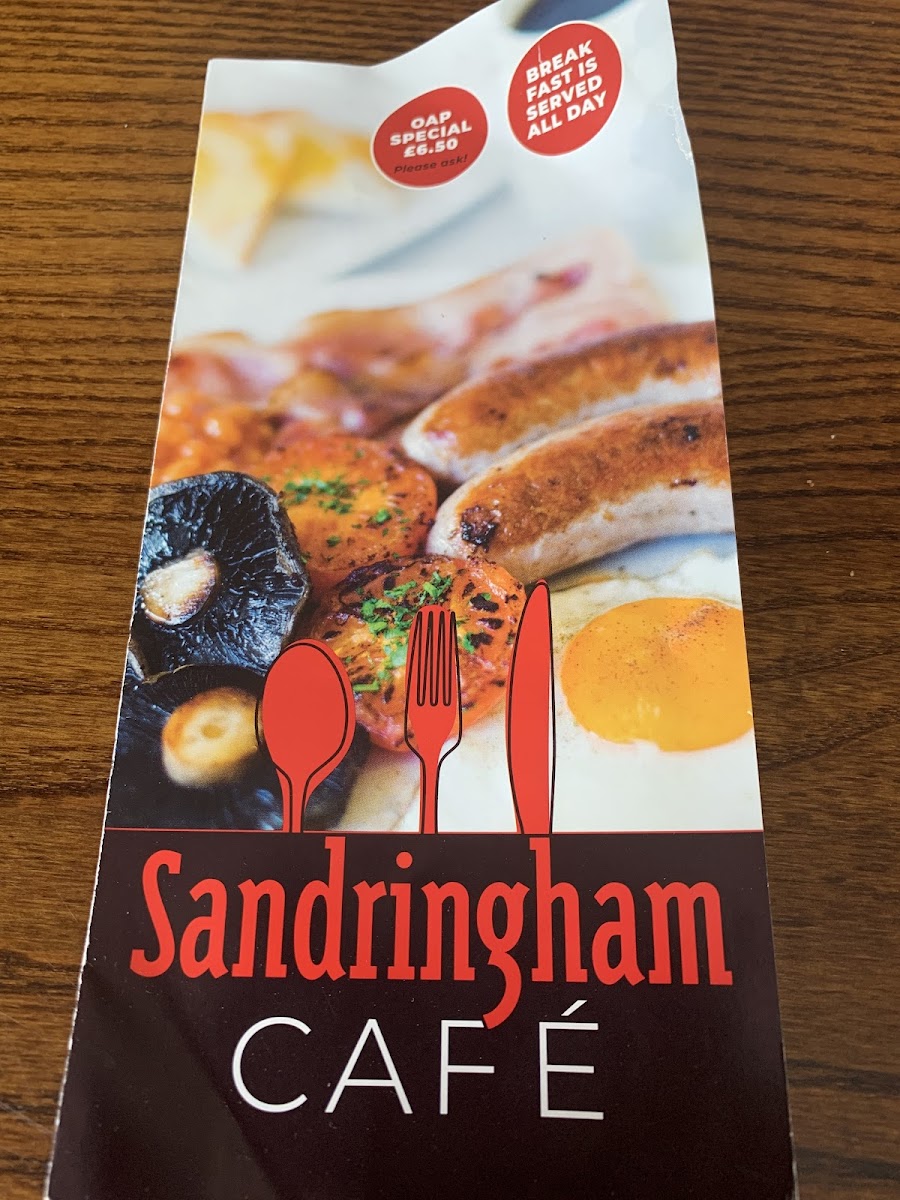 OAP
SPECIAL
£6.50
Please ask!
BREAK
FAST IS
SERVED
ALL DAY
Sandringham
CAFÉ